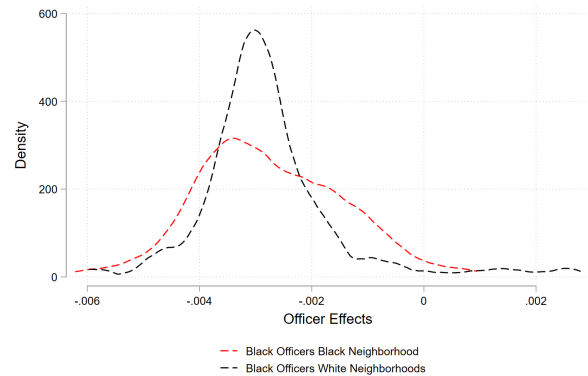 600
400
200
0
Density
-.006
-.004
-.002
0
.002
Officer Effects
Black Officers Black Neighborhood
Black Officers White Neighborhoods